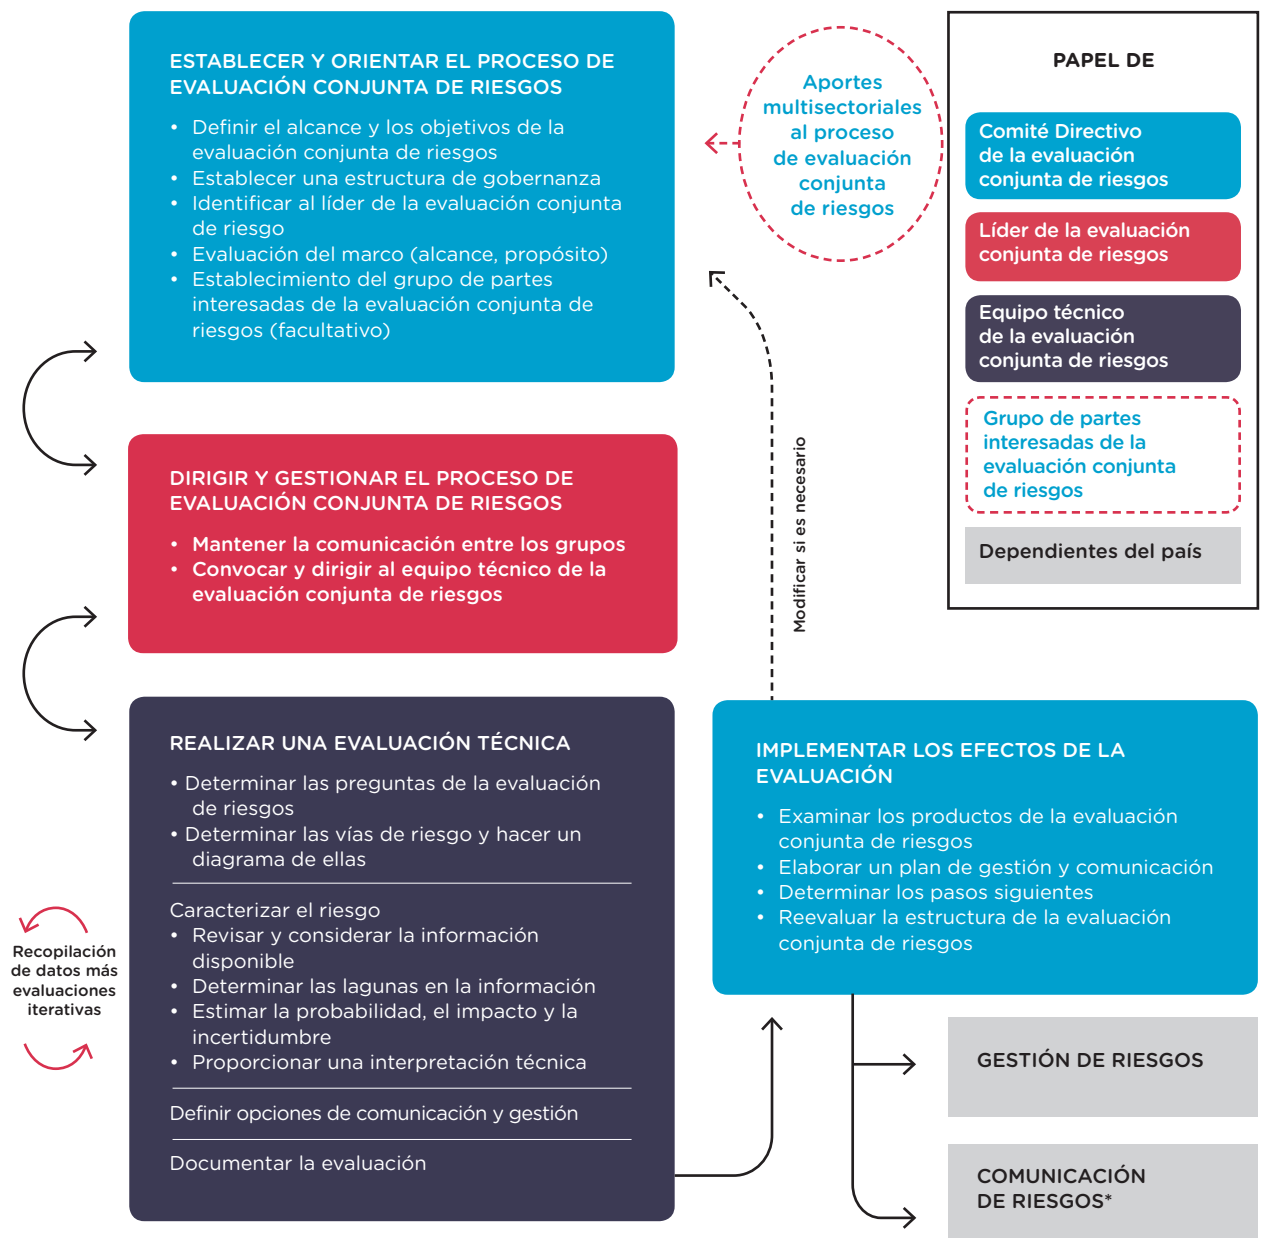 ESTABLECER Y ORIENTAR EL PROCESO DE
EVALUACIÓN CONJUNTA DE RIESGOS
• Definir el alcance y los objetivos de la
evaluación conjunta de riesgos
• Establecer una estructura de gobernanza
• Identificar al líder de la evaluación conjunta
de riesgo
• Evaluación del marco (alcance, propósito)
• Establecimiento del grupo de partes
interesadas de la evaluación conjunta de
riesgos (facultativo)
Aportes
multisectoriales
al proceso
de evaluación
conjunta
de riesgos
PAPEL DE
Comité Directivo
de la evaluación
conjunta de riesgos
Líder de la evaluación
conjunta de riesgos
Equipo técnico
de la evaluación
conjunta de riesgos
Grupo de partes
interesadas de la
evaluación conjunta
de riesgos
Dependientes del país
DIRIGIR Y GESTIONAR EL PROCESO DE
EVALUACIÓN CONJUNTA DE RIESGOS
• Mantener la comunicación entre los grupos
• Convocar y dirigir al equipo técnico de la
evaluación conjunta de riesgos
Modificar si es necesario
REALIZAR UNA EVALUACIÓN TÉCNICA
• Determinar las preguntas de la evaluación
de riesgos
• Determinar las vías de riesgo y hacer un
diagrama de ellas
Caracterizar el riesgo
• Revisar y considerar la información
disponible
• Determinar las lagunas en la información
• Estimar la probabilidad, el impacto y la
incertidumbre
• Proporcionar una interpretación técnica
Definir opciones de comunicación y gestión
Documentar la evaluación
Recopilación
de datos más
evaluaciones
iterativas
IMPLEMENTAR LOS EFECTOS DE LA
EVALUACIÓN
• Examinar los productos de la evaluación
conjunta de riesgos
• Elaborar un plan de gestión y comunicación
• Determinar los pasos siguientes
• Reevaluar la estructura de la evaluación
conjunta de riesgos
GESTIÓN DE RIESGOS
COMUNICACIÓN
DE RIESGOS*